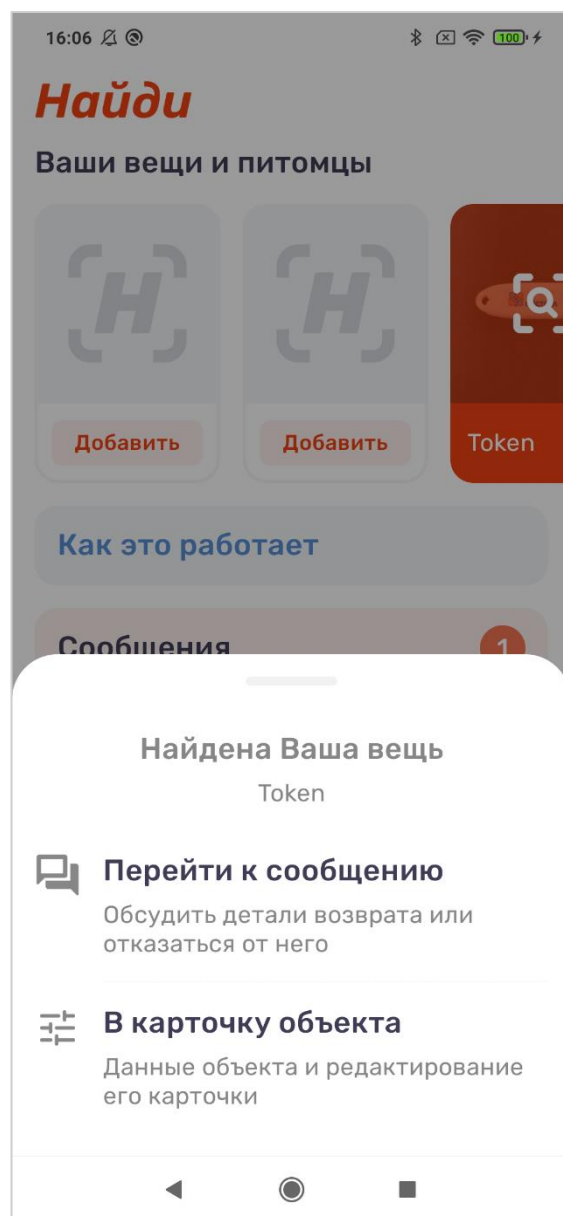 16:06
100
Найди
Ваши вещи и питомцы
H
H
Добавить
Добавить
Token
Как это работает
Сообщения
1
Найдена Ваша вещь
Token
Перейти к сообщению
Обсудить детали возврата или
отказаться от него
В карточку объекта
Данные объекта и редактирование
его карточки